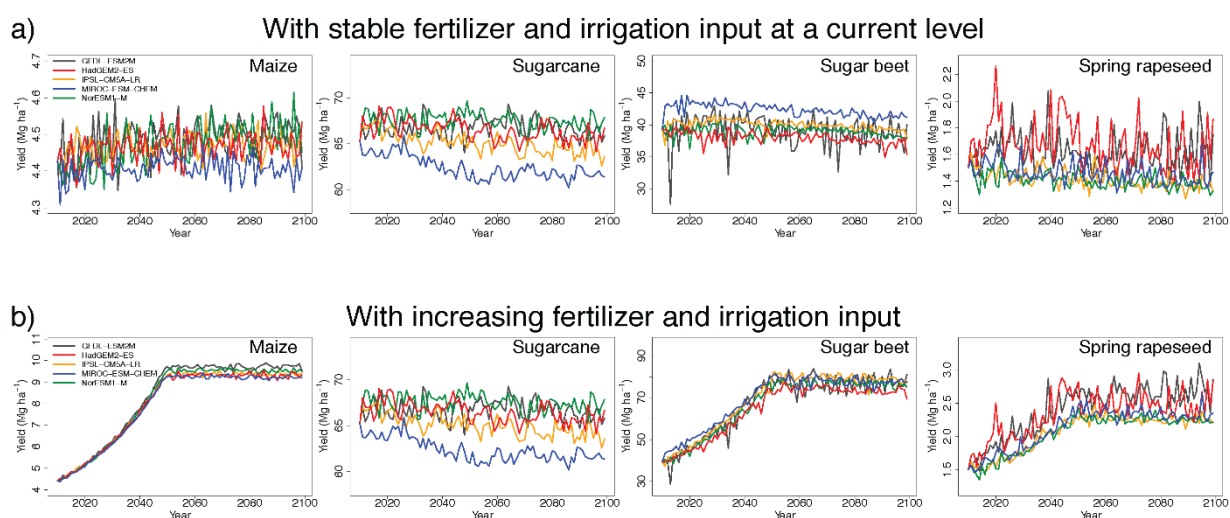 a) With stable fertilizer and irrigation input at a current level
Maize
GFDL-ESM2M
HadGEM2-ES
IPSL-CM5A-LR
MIROC-ESM-CHEM
NorESM1-M
Yield (Mg ha⁻¹)
4.3 4.4 4.5 4.6 4.7
2020 2040 2060 2080 2100
Year
Sugarcane
Yield (Mg ha⁻¹)
60 65 70
2020 2040 2060 2080 2100
Year
Sugar beet
Yield (Mg ha⁻¹)
30 35 40 45 50
2020 2040 2060 2080 2100
Year
Spring rapeseed
Yield (Mg ha⁻¹)
1.2 1.4 1.6 1.8 2.0 2.2
2020 2040 2060 2080 2100
Year
b) With increasing fertilizer and irrigation input
Maize
GFDL-ESM2M
HadGEM2-ES
IPSL-CM5A-LR
MIROC-ESM-CHEM
NorESM1-M
Yield (Mg ha⁻¹)
4 5 6 7 8 9 10 11
2020 2040 2060 2080 2100
Year
Sugarcane
Yield (Mg ha⁻¹)
60 65 70
2020 2040 2060 2080 2100
Year
Sugar beet
Yield (Mg ha⁻¹)
30 50 70 90
2020 2040 2060 2080 2100
Year
Spring rapeseed
Yield (Mg ha⁻¹)
1.5 2.0 2.5 3.0
2020 2040 2060 2080 2100
Year